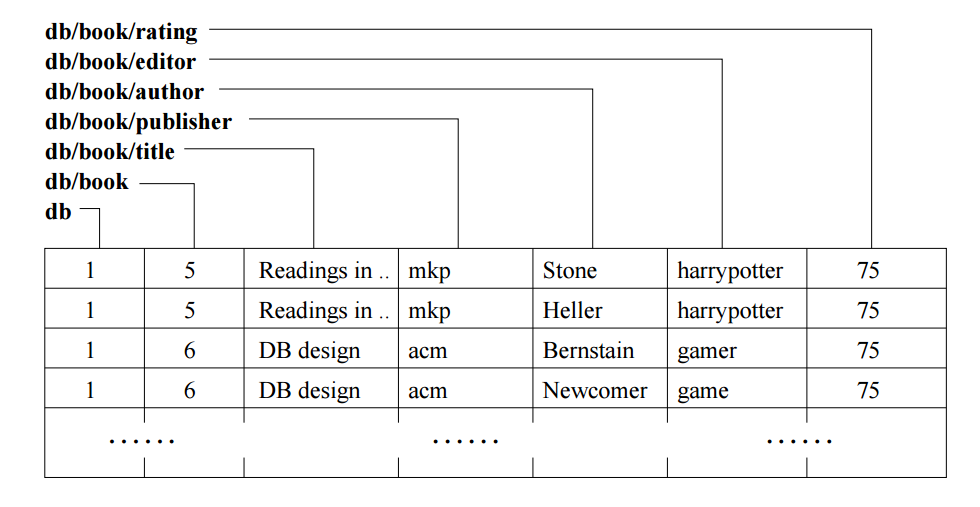 db/book/rating
db/book/editor
db/book/author
db/book/publisher
db/book/title
db/book
db
1 5 Readings in .. mkp Stone harrypotter 75
1 5 Readings in .. mkp Heller harrypotter 75
1 6 DB design acm Bernstain gamer 75
1 6 DB design acm Newcomer game 75
...... ...... ......